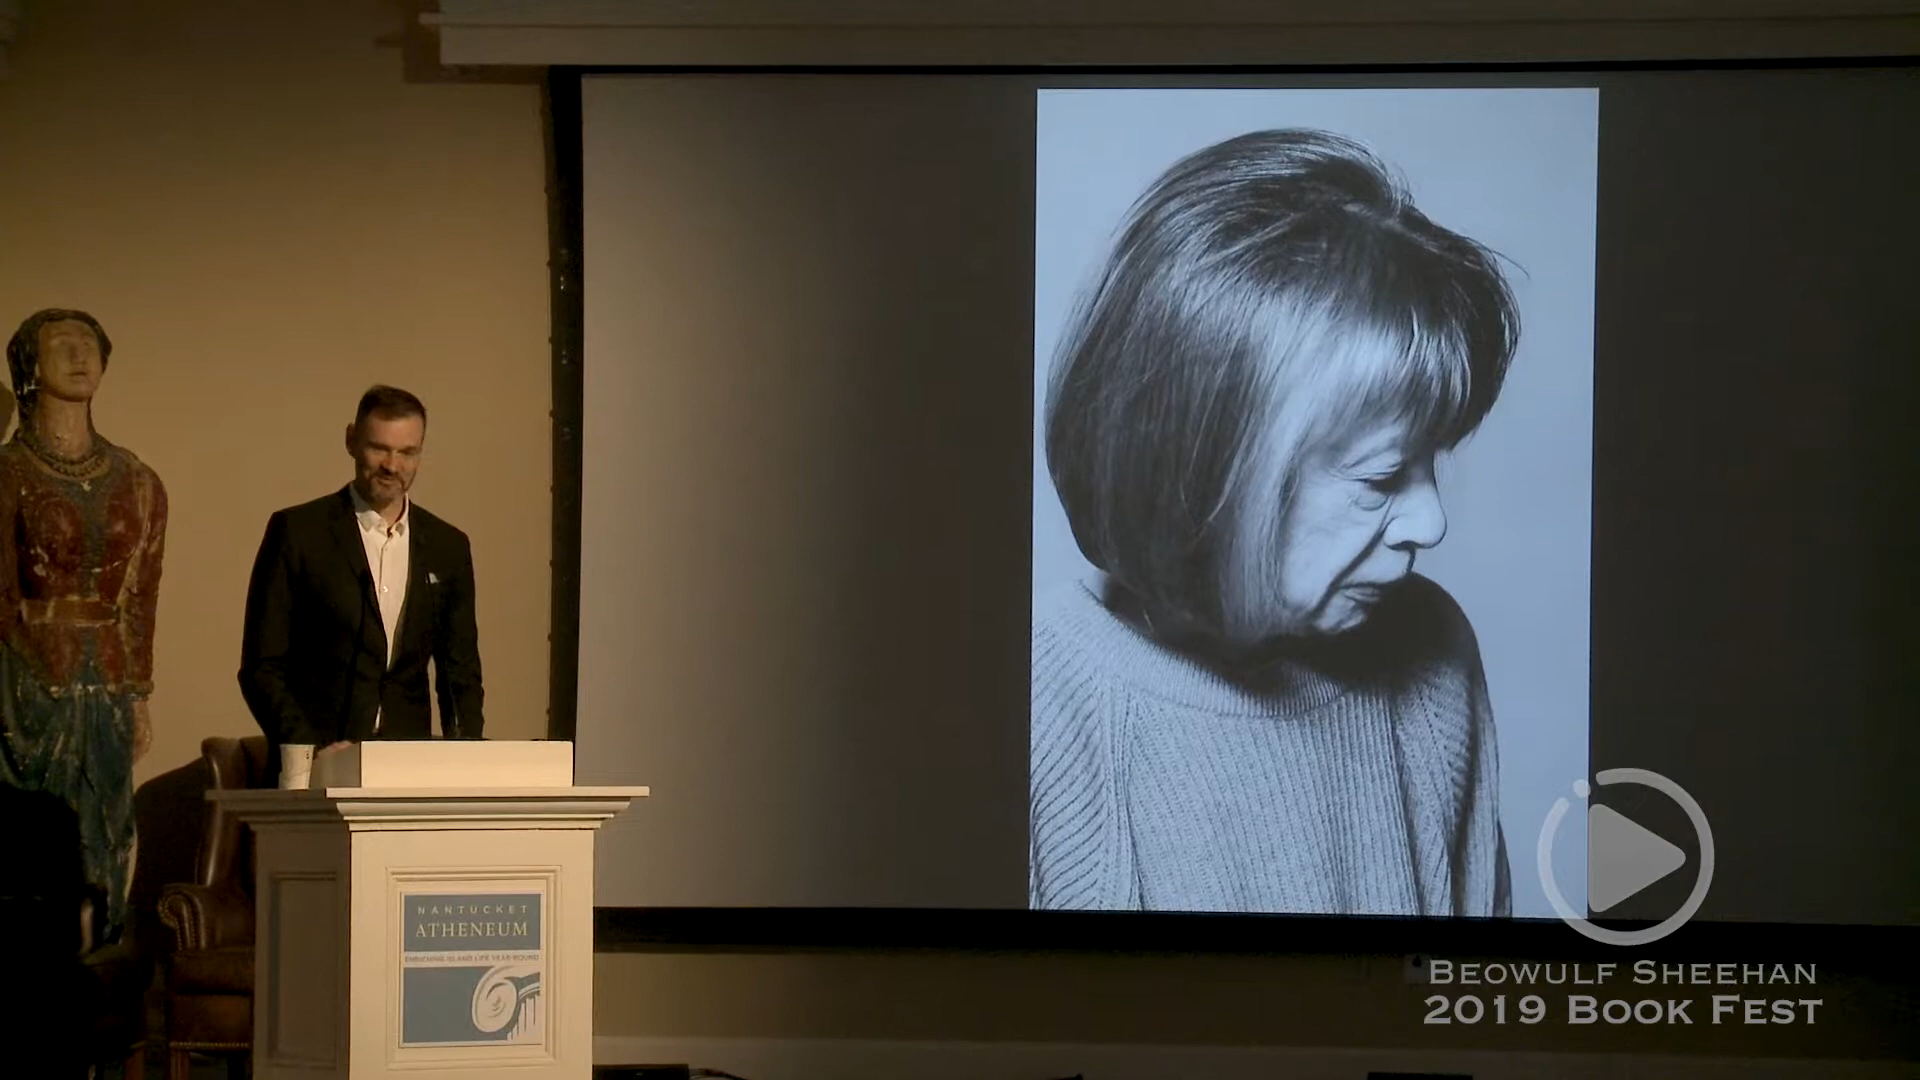 NANTUCKET
ATHENEUM
ENRICHING ISLAND LIFE YEAR-ROUND
BEOWULF SHEEHAN
2019 BOOK FEST